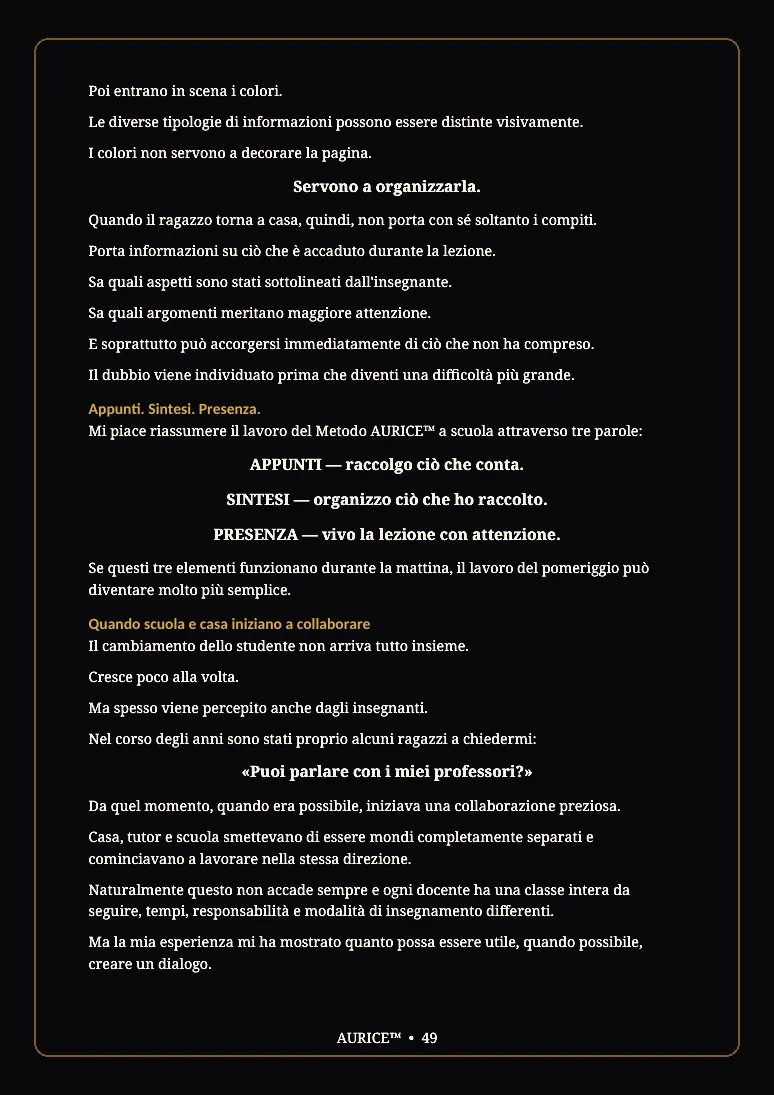 Poi entrano in scena i colori.
Le diverse tipologie di informazioni possono essere distinte visivamente.
I colori non servono a decorare la pagina.
Servono a organizzarla.
Quando il ragazzo torna a casa, quindi, non porta con sé soltanto i compiti.
Porta informazioni su ciò che è accaduto durante la lezione.
Sa quali aspetti sono stati sottolineati dall'insegnante.
Sa quali argomenti meritano maggiore attenzione.
E soprattutto può accorgersi immediatamente di ciò che non ha compreso.
Il dubbio viene individuato prima che diventi una difficoltà più grande.
Appunti. Sintesi. Presenza.
Mi piace riassumere il lavoro del Metodo AURICE™ a scuola attraverso tre parole:
APPUNTI — raccolgo ciò che conta.
SINTESI — organizzo ciò che ho raccolto.
PRESENZA — vivo la lezione con attenzione.
Se questi tre elementi funzionano durante la mattina, il lavoro del pomeriggio può
diventare molto più semplice.
Quando scuola e casa iniziano a collaborare
Il cambiamento dello studente non arriva tutto insieme.
Cresce poco alla volta.
Ma spesso viene percepito anche dagli insegnanti.
Nel corso degli anni sono stati proprio alcuni ragazzi a chiedermi:
«Puoi parlare con i miei professori?»
Da quel momento, quando era possibile, iniziava una collaborazione preziosa.
Casa, tutor e scuola smettevano di essere mondi completamente separati e
cominciavano a lavorare nella stessa direzione.
Naturalmente questo non accade sempre e ogni docente ha una classe intera da
seguire, tempi, responsabilità e modalità di insegnamento differenti.
Ma la mia esperienza mi ha mostrato quanto possa essere utile, quando possibile,
creare un dialogo.
AURICE™ • 49